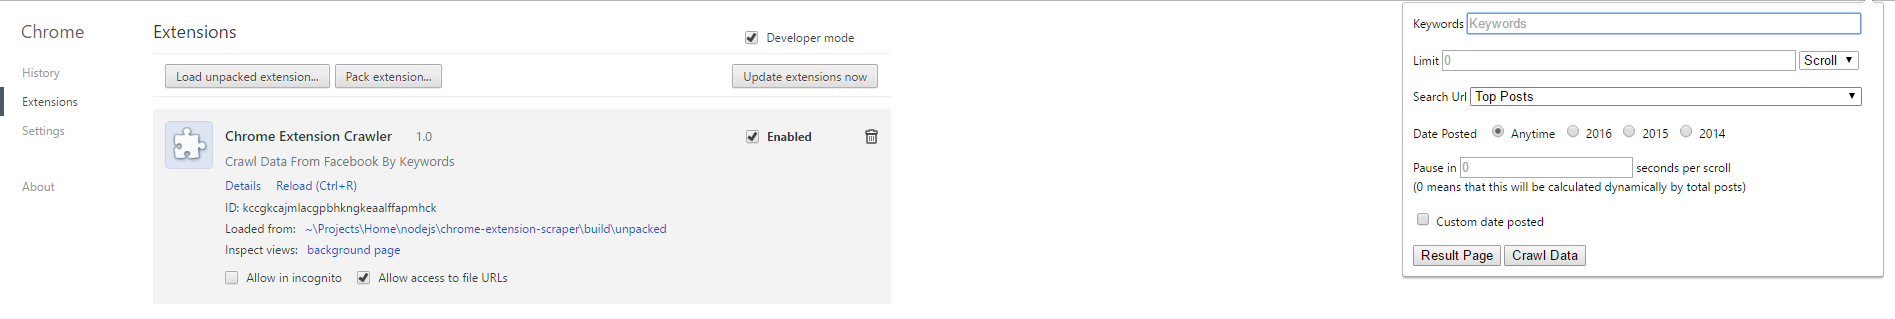 Chrome
History
Extensions
Settings
About
Extensions
Developer mode
Load unpacked extension...
Pack extension...
Update extensions now
Chrome Extension Crawler 1.0
Enabled
Crawl Data From Facebook By Keywords
Details Reload (Ctrl+R)
ID: kccgkcajmlacgpbhkngkeaalffapmhck
Loaded from: ~\Projects\Home\nodejs\chrome-extension-scraper\build\unpacked
Inspect views: background page
Allow in incognito
Allow access to file URLs
Keywords Keywords
Limit 0 Scroll
Search Url Top Posts
Date Posted Anytime 2016 2015 2014
Pause in 0 seconds per scroll
(0 means that this will be calculated dynamically by total posts)
Custom date posted
Result Page Crawl Data